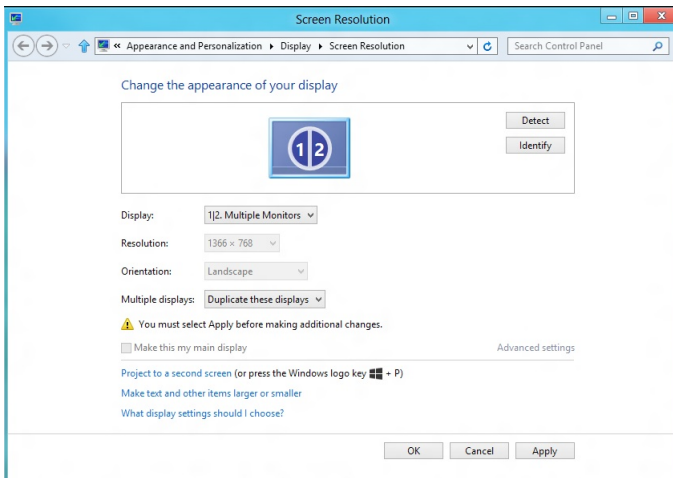 Screen Resolution
« Appearance and Personalization ▸ Display ▸ Screen Resolution
Search Control Panel
Change the appearance of your display
1|2
Detect
Identify
Display: 1|2. Multiple Monitors
Resolution: 1366 × 768
Orientation: Landscape
Multiple displays: Duplicate these displays
You must select Apply before making additional changes.
Make this my main display Advanced settings
Project to a second screen (or press the Windows logo key + P)
Make text and other items larger or smaller
What display settings should I choose?
OK Cancel Apply